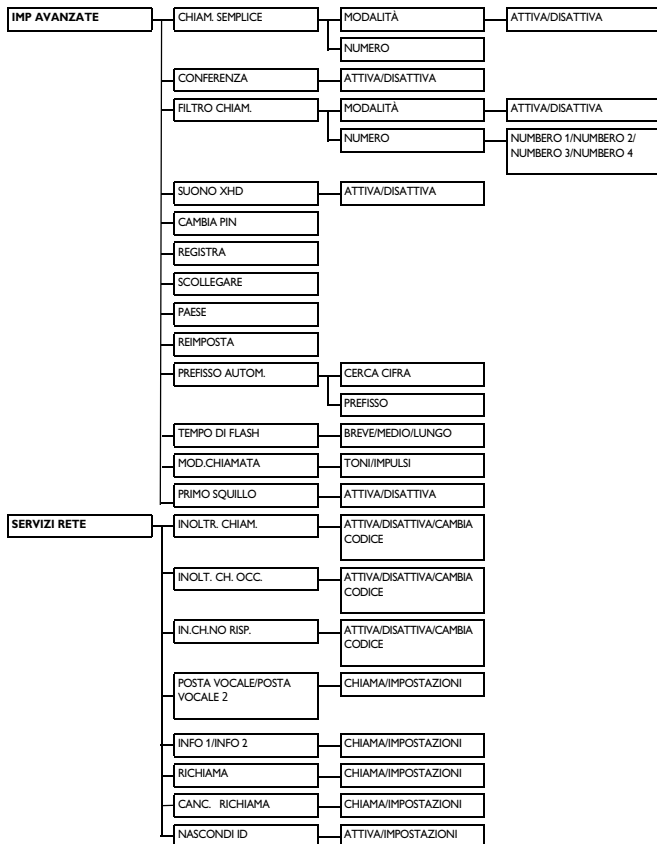 IMP AVANZATE
CHIAM. SEMPLICE
MODALITÀ
ATTIVA/DISATTIVA
NUMERO
CONFERENZA
ATTIVA/DISATTIVA
FILTRO CHIAM.
MODALITÀ
ATTIVA/DISATTIVA
NUMERO
NUMBERO 1/NUMBERO 2/
NUMBERO 3/NUMBERO 4
SUONO XHD
ATTIVA/DISATTIVA
CAMBIA PIN
REGISTRA
SCOLLEGARE
PAESE
REIMPOSTA
PREFISSO AUTOM.
CERCA CIFRA
PREFISSO
TEMPO DI FLASH
BREVE/MEDIO/LUNGO
MOD.CHIAMATA
TONI/IMPULSI
PRIMO SQUILLO
ATTIVA/DISATTIVA
SERVIZI RETE
INOLTR. CHIAM.
ATTIVA/DISATTIVA/CAMBIA
CODICE
INOLT. CH. OCC.
ATTIVA/DISATTIVA/CAMBIA
CODICE
IN.CH.NO RISP.
ATTIVA/DISATTIVA/CAMBIA
CODICE
POSTA VOCALE/POSTA
VOCALE 2
CHIAMA/IMPOSTAZIONI
INFO 1/INFO 2
CHIAMA/IMPOSTAZIONI
RICHIAMA
CHIAMA/IMPOSTAZIONI
CANC. RICHIAMA
CHIAMA/IMPOSTAZIONI
NASCONDI ID
ATTIVA/IMPOSTAZIONI